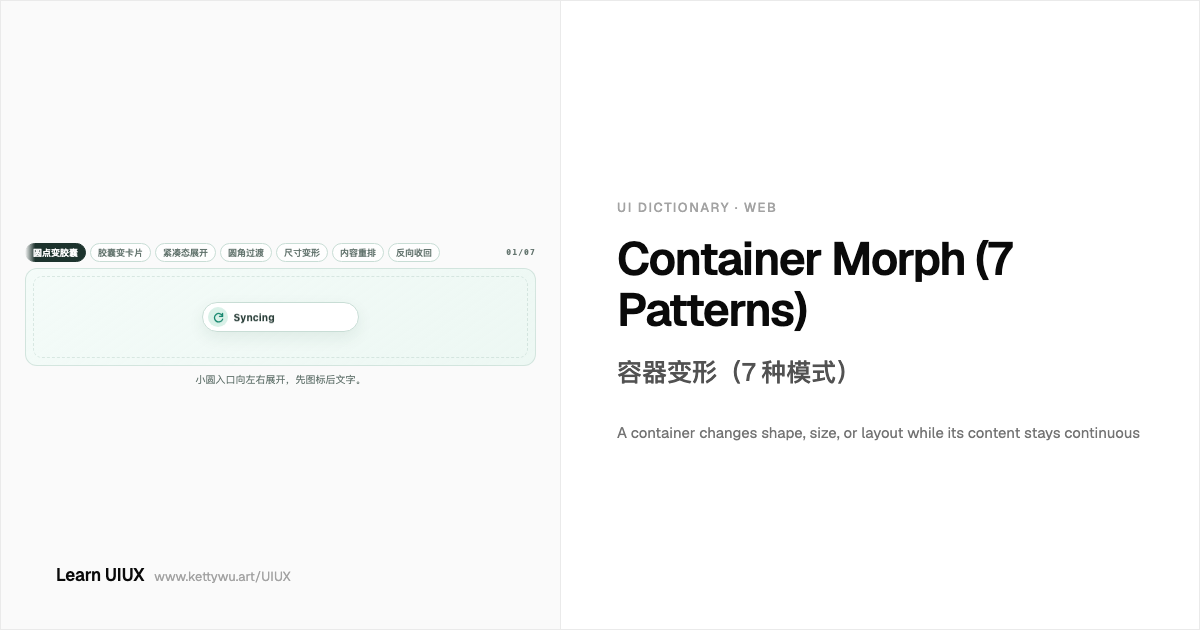 圆点变胶囊 胶囊变卡片 紧凑态展开 圆角过渡 尺寸变形 内容重排 反向收回 01/07
Syncing
小圆入口向左右展开，先图标后文字。
Learn UIUX www.kettywu.art/UIUX
UI DICTIONARY · WEB
Container Morph (7
Patterns)
容器变形（7 种模式）
A container changes shape, size, or layout while its content stays continuous